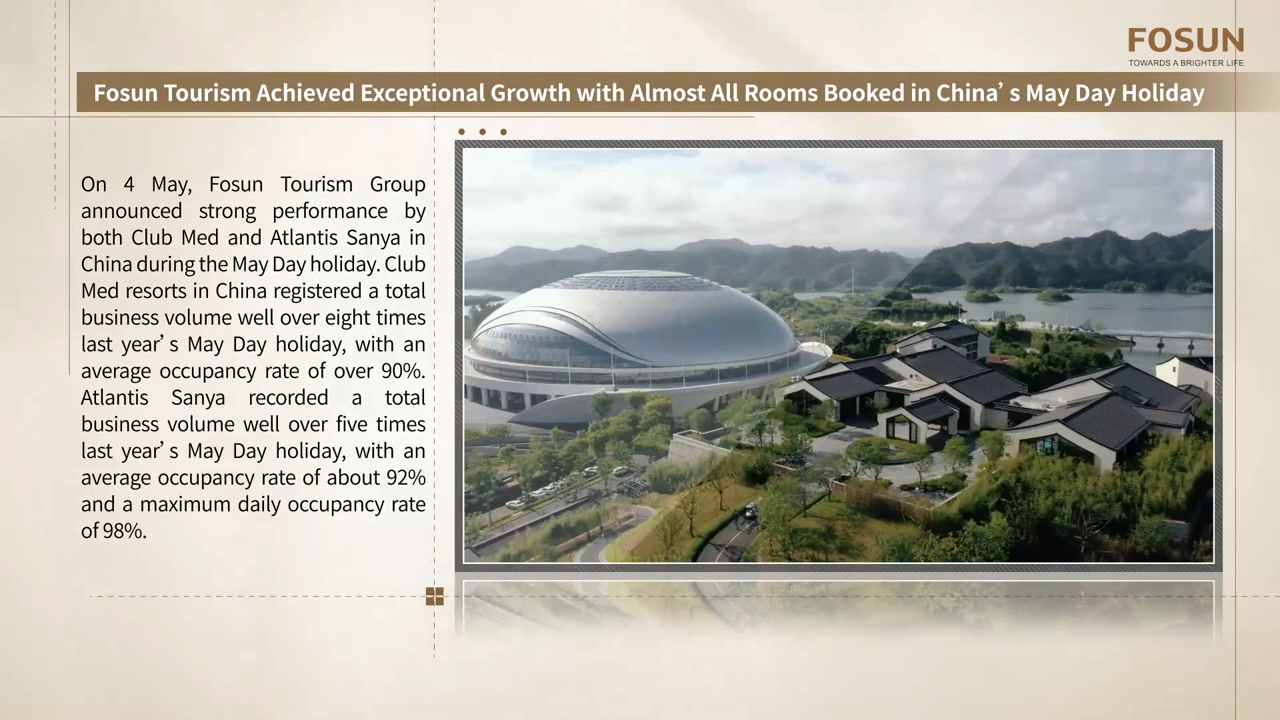 FOSUN
TOWARDS A BRIGHTER LIFE
Fosun Tourism Achieved Exceptional Growth with Almost All Rooms Booked in China’s May Day Holiday
On 4 May, Fosun Tourism Group
announced strong performance by
both Club Med and Atlantis Sanya in
China during the May Day holiday. Club
Med resorts in China registered a total
business volume well over eight times
last year’s May Day holiday, with an
average occupancy rate of over 90%.
Atlantis Sanya recorded a total
business volume well over five times
last year’s May Day holiday, with an
average occupancy rate of about 92%
and a maximum daily occupancy rate
of 98%.